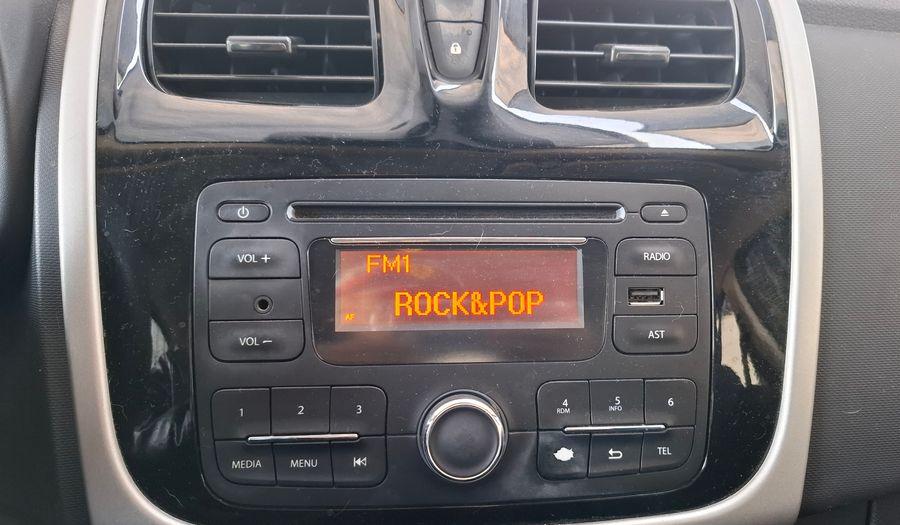 VOL +
VOL −
FM1
ROCK&POP
AF
RADIO
AST
1
2
3
MEDIA
MENU
4
RDM
5
INFO
6
TEL